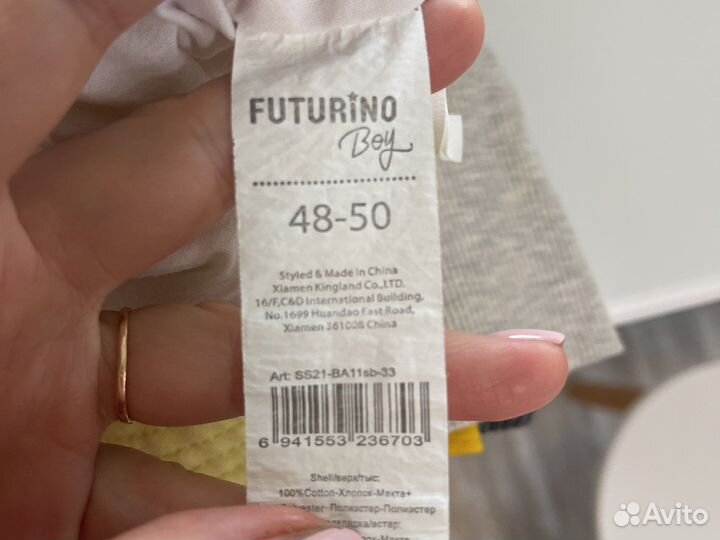 FUTURiNO
Boy
48-50
Styled & Made in China
Xiamen Kingland Co.,LTD.
16/F,C&D International Building,
No.1699 Huandao East Road,
Xiamen 361008 China
Art: SS21-BA11sb-33
6 941553 236703
Shell/верх/тыс:
100%Cotton-Хлопок-Мақта+
Полиэстер-Полиэстер
Avito